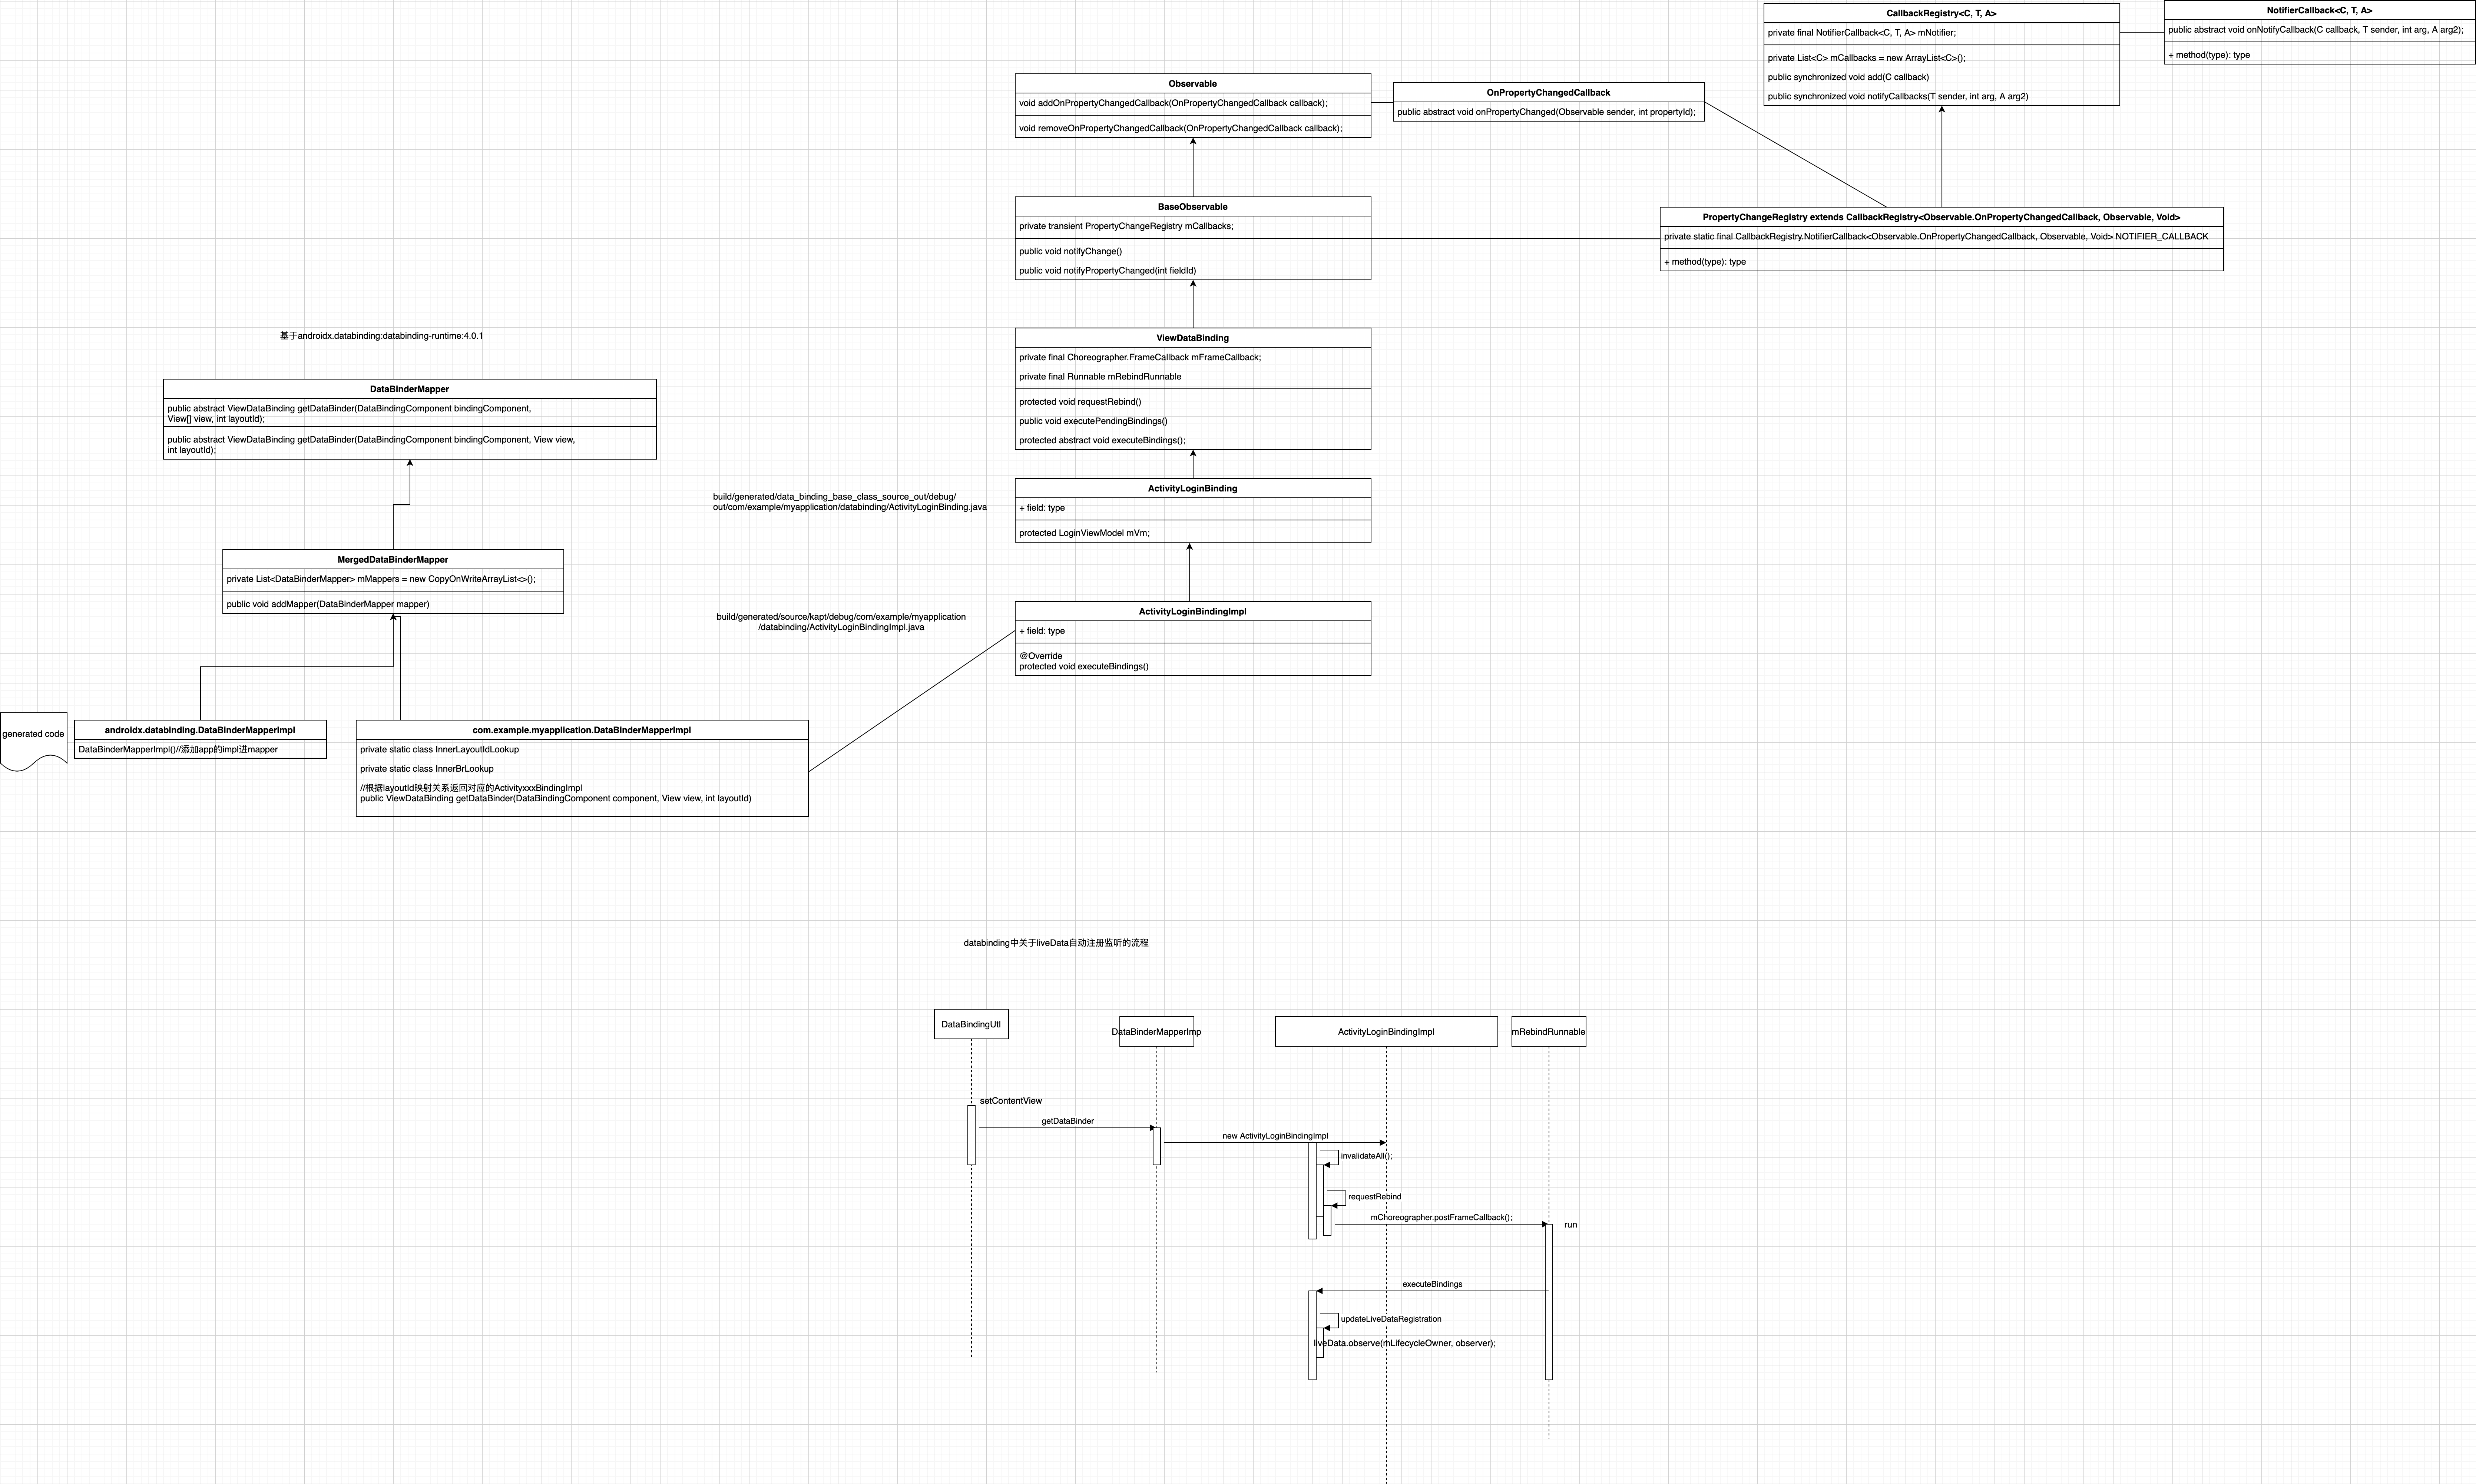 CallbackRegistry<C, T, A>
private final NotifierCallback<C, T, A> mNotifier;
private List<C> mCallbacks = new ArrayList<C>();
public synchronized void add(C callback)
public synchronized void notifyCallbacks(T sender, int arg, A arg2)
NotifierCallback<C, T, A>
public abstract void onNotifyCallback(C callback, T sender, int arg, A arg2);
+ method(type): type
Observable
void addOnPropertyChangedCallback(OnPropertyChangedCallback callback);
void removeOnPropertyChangedCallback(OnPropertyChangedCallback callback);
OnPropertyChangedCallback
public abstract void onPropertyChanged(Observable sender, int propertyId);
BaseObservable
private transient PropertyChangeRegistry mCallbacks;
public void notifyChange()
public void notifyPropertyChanged(int fieldId)
PropertyChangeRegistry extends CallbackRegistry<Observable.OnPropertyChangedCallback, Observable, Void>
private static final CallbackRegistry.NotifierCallback<Observable.OnPropertyChangedCallback, Observable, Void> NOTIFIER_CALLBACK
+ method(type): type
基于androidx.databinding:databinding-runtime:4.0.1
ViewDataBinding
private final Choreographer.FrameCallback mFrameCallback;
private final Runnable mRebindRunnable
protected void requestRebind()
public void executePendingBindings()
protected abstract void executeBindings();
DataBinderMapper
public abstract ViewDataBinding getDataBinder(DataBindingComponent bindingComponent,
View[] view, int layoutId);
public abstract ViewDataBinding getDataBinder(DataBindingComponent bindingComponent, View view,
int layoutId);
build/generated/data_binding_base_class_source_out/debug/
out/com/example/myapplication/databinding/ActivityLoginBinding.java
ActivityLoginBinding
+ field: type
protected LoginViewModel mVm;
MergedDataBinderMapper
private List<DataBinderMapper> mMappers = new CopyOnWriteArrayList<>();
public void addMapper(DataBinderMapper mapper)
build/generated/source/kapt/debug/com/example/myapplication
/databinding/ActivityLoginBindingImpl.java
ActivityLoginBindingImpl
+ field: type
@Override
protected void executeBindings()
generated code
androidx.databinding.DataBinderMapperImpl
DataBinderMapperImpl()//添加app的impl进mapper
com.example.myapplication.DataBinderMapperImpl
private static class InnerLayoutIdLookup
private static class InnerBrLookup
//根据layoutId映射关系返回对应的ActivityxxxBindingImpl
public ViewDataBinding getDataBinder(DataBindingComponent component, View view, int layoutId)
databinding中关于liveData自动注册监听的流程
DataBindingUtl
DataBinderMapperImp
ActivityLoginBindingImpl
mRebindRunnable
setContentView
getDataBinder
new ActivityLoginBindingImpl
invalidateAll();
requestRebind
mChoreographer.postFrameCallback();
run
executeBindings
updateLiveDataRegistration
liveData.observe(mLifecycleOwner, observer);